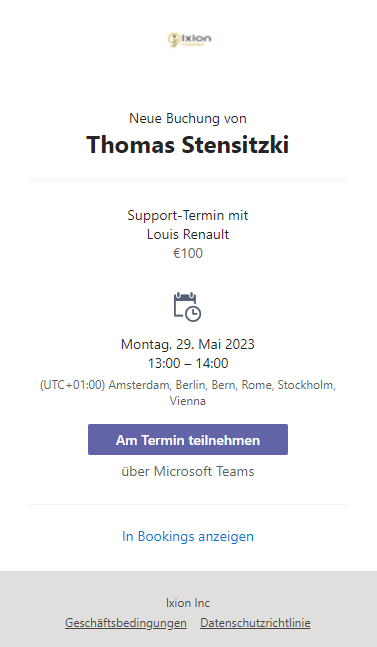 Ixion
Neue Buchung von
Thomas Stensitzki
Support-Termin mit
Louis Renault
€100
Montag, 29. Mai 2023
13:00 – 14:00
(UTC+01:00) Amsterdam, Berlin, Bern, Rome, Stockholm,
Vienna
Am Termin teilnehmen
über Microsoft Teams
In Bookings anzeigen
Ixion Inc
Geschäftsbedingungen Datenschutzrichtlinie